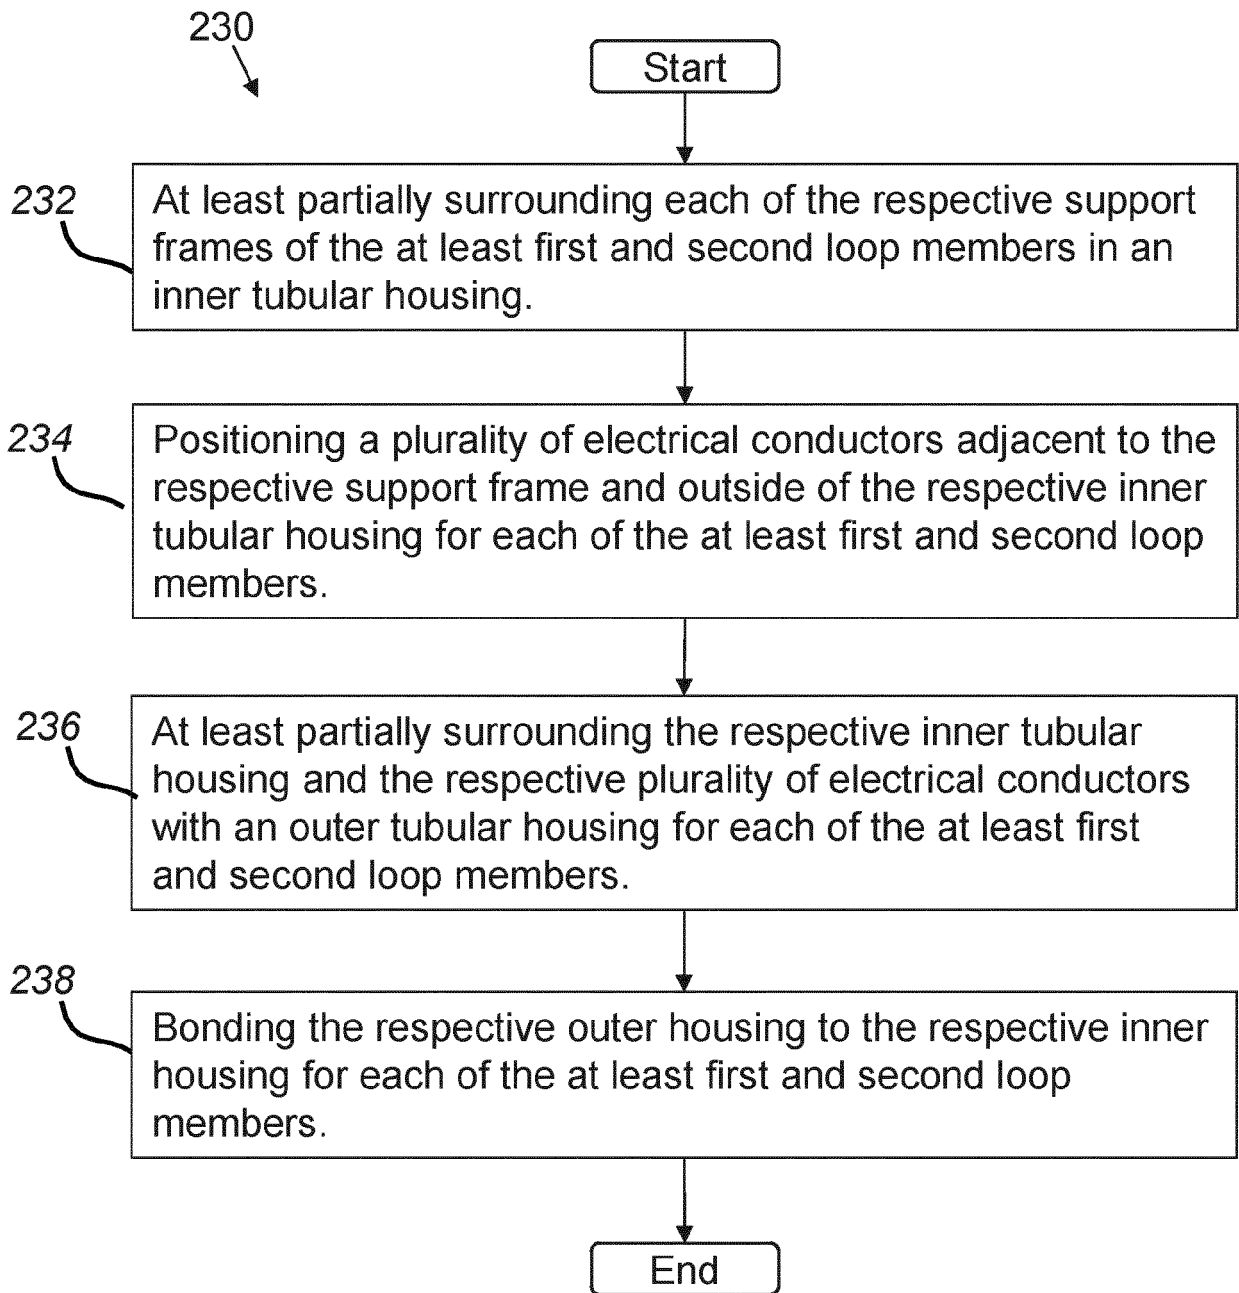 230
Start
232
At least partially surrounding each of the respective support
frames of the at least first and second loop members in an
inner tubular housing.
234
Positioning a plurality of electrical conductors adjacent to the
respective support frame and outside of the respective inner
tubular housing for each of the at least first and second loop
members.
236
At least partially surrounding the respective inner tubular
housing and the respective plurality of electrical conductors
with an outer tubular housing for each of the at least first
and second loop members.
238
Bonding the respective outer housing to the respective inner
housing for each of the at least first and second loop
members.
End